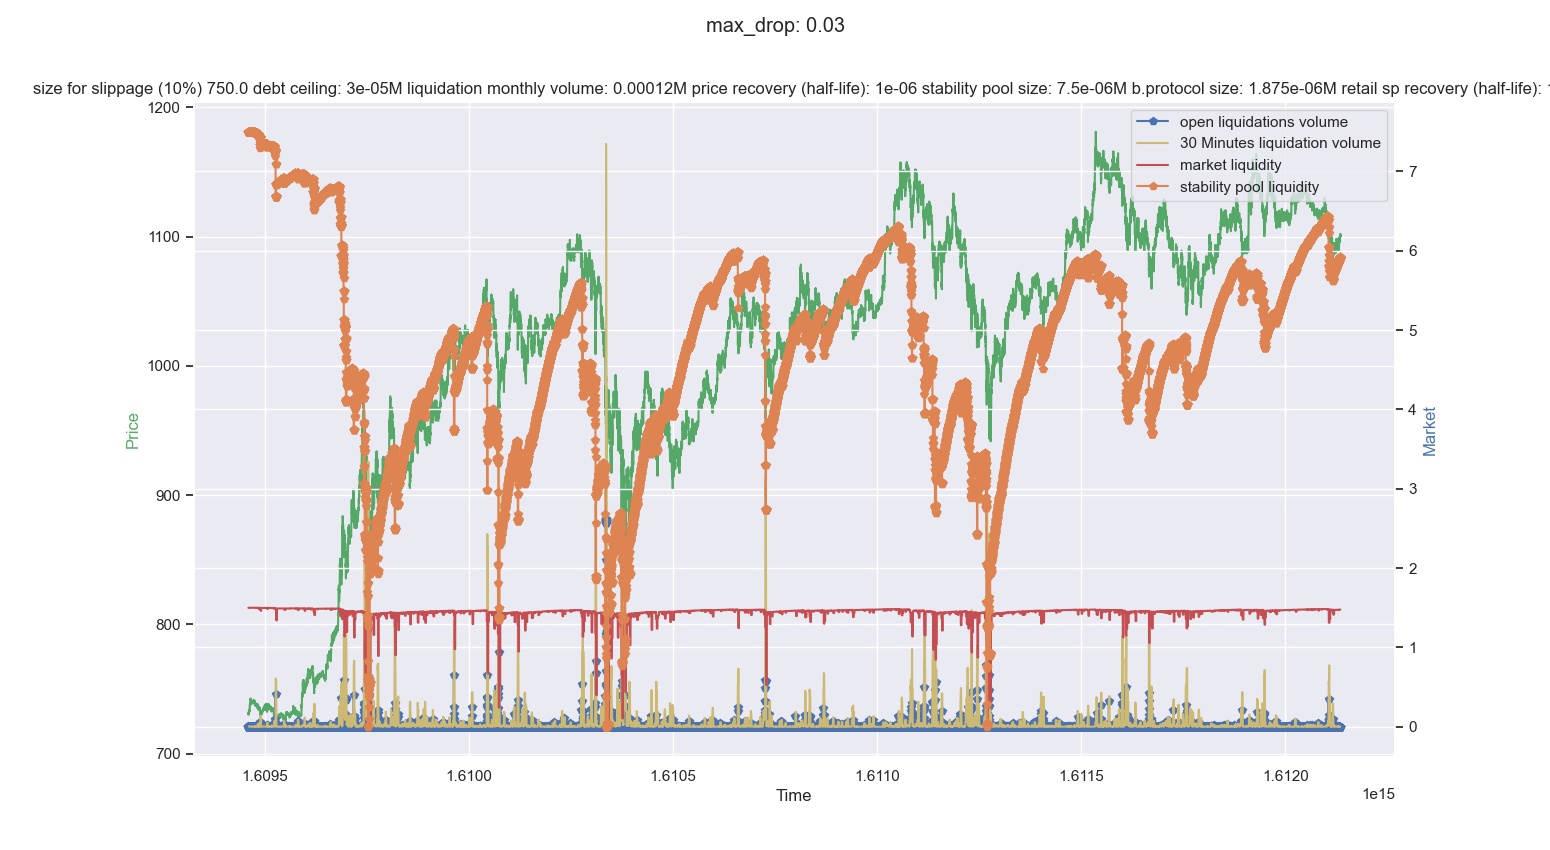 max_drop: 0.03
size for slippage (10%) 750.0 debt ceiling: 3e-05M liquidation monthly volume: 0.00012M price recovery (half-life): 1e-06 stability pool size: 7.5e-06M b.protocol size: 1.875e-06M retail sp recovery (half-life):
open liquidations volume
30 Minutes liquidation volume
market liquidity
stability pool liquidity
1200
1100
1000
900
800
700
Price
7
6
5
4
3
2
1
0
Market
1.6095
1.6100
1.6105
1.6110
1.6115
1.6120
1e15
Time